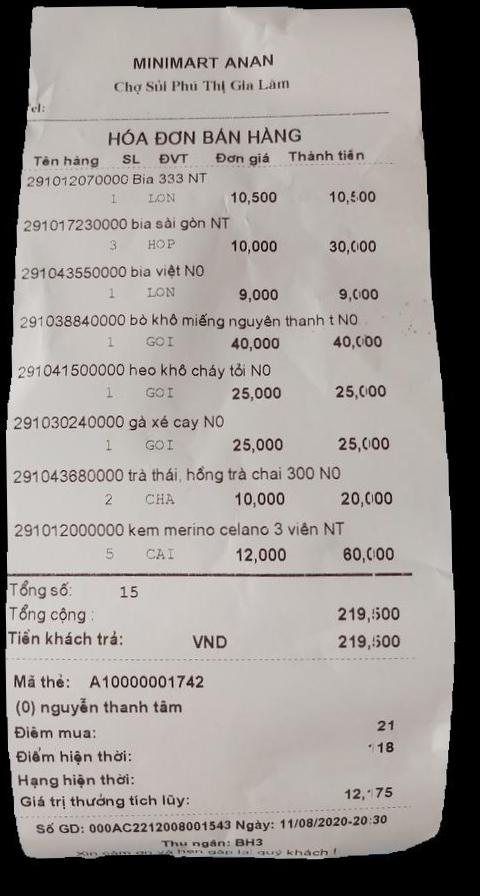 MINIMART ANAN
Chợ Sủi Phú Thị Gia Lâm
el:
HÓA ĐƠN BÁN HÀNG
Tên hàng SL ĐVT Đơn giá Thành tiền
291012070000 Bia 333 NT
1 LON 10,500 10,500
291017230000 bia sài gòn NT
3 HOP 10,000 30,000
291043550000 bia việt N0
1 LON 9,000 9,000
291038840000 bò khô miếng nguyên thanh t N0
1 GOI 40,000 40,000
291041500000 heo khô cháy tỏi N0
1 GOI 25,000 25,000
291030240000 gà xé cay N0
1 GOI 25,000 25,000
291043680000 trà thái, hồng trà chai 300 N0
2 CHA 10,000 20,000
291012000000 kem merino celano 3 viên NT
5 CAI 12,000 60,000
Tổng số: 15
Tổng cộng : 219,500
Tiền khách trả: VND 219,500
Mã thẻ: A10000001742
(0) nguyễn thanh tâm
Điểm mua: 21
Điểm hiện thời: 118
Hạng hiện thời:
Giá trị thưởng tích lũy: 12,175
Số GD: 000AC2212008001543 Ngày: 11/08/2020-20:30
Thu ngân: BH3
Xin cảm ơn và hẹn gặp lại quý khách !